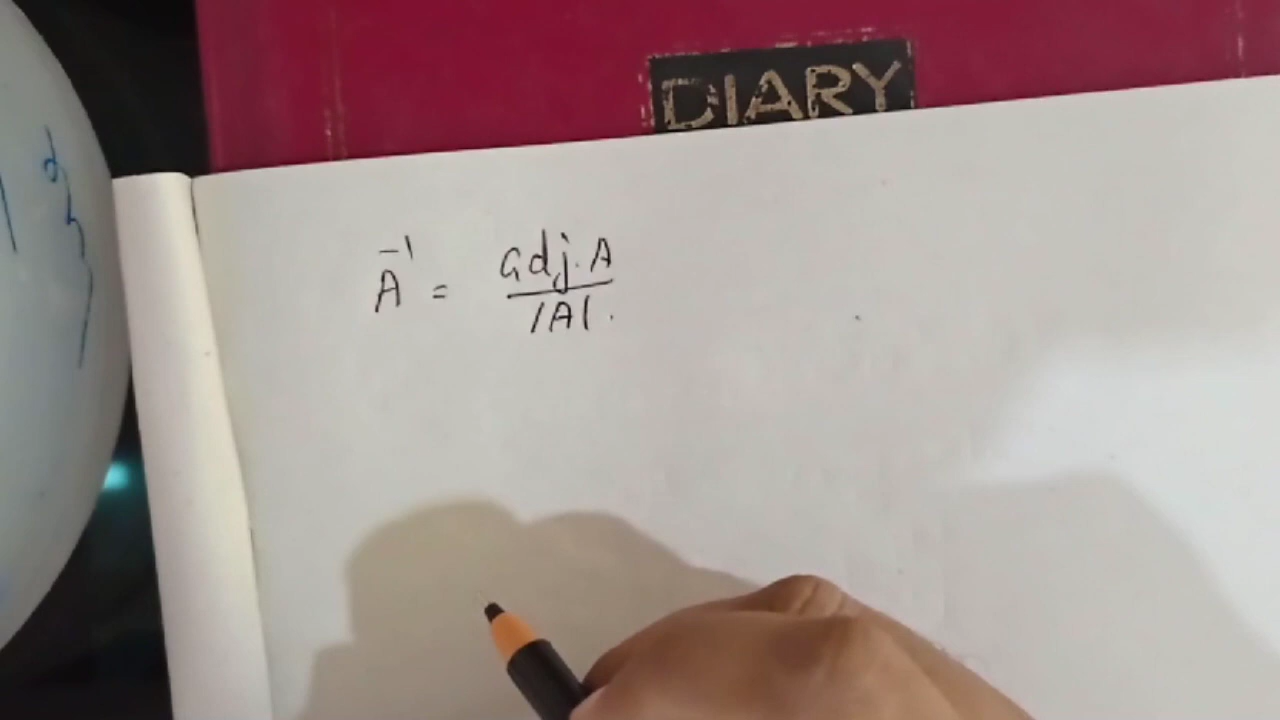 DIARY
A⁻¹ = adj.A / |A|.